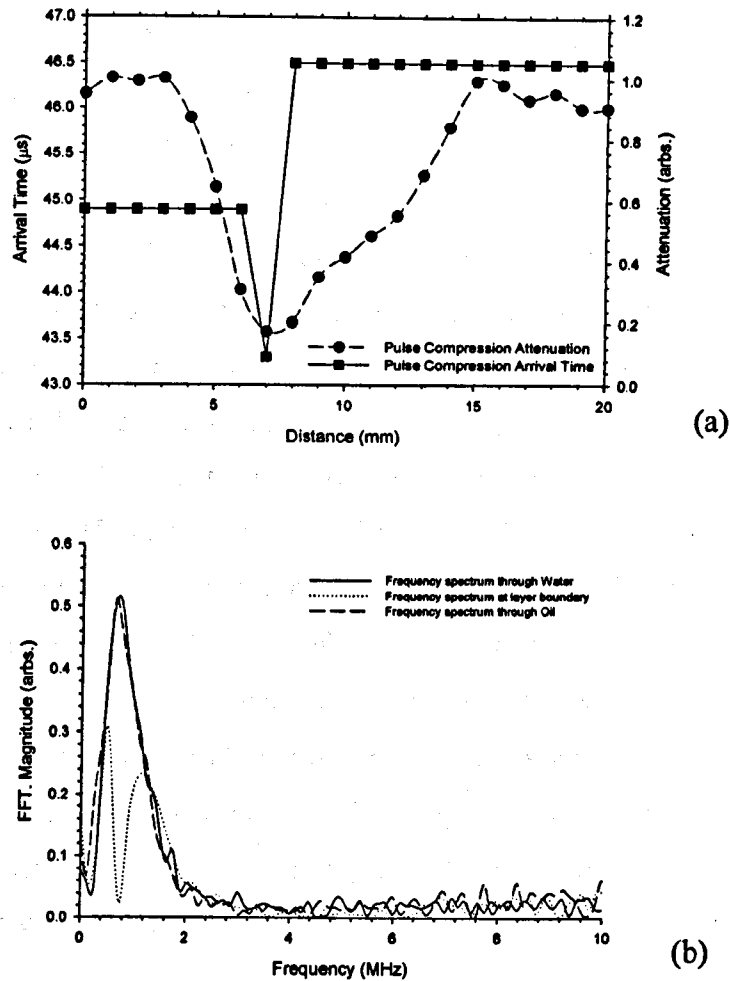 47.0
46.5
46.0
45.5
45.0
44.5
44.0
43.5
43.0
Arrival Time (µs)
1.2
1.0
0.8
0.6
0.4
0.2
0.0
Attenuation (arbs.)
Pulse Compression Attenuation
Pulse Compression Arrival Time
0 5 10 15 20
Distance (mm)
(a)
0.6
0.5
0.4
0.3
0.2
0.1
0.0
FFT. Magnitude (arbs.)
Frequency spectrum through Water
Frequency spectrum at layer boundary
Frequency spectrum through Oil
0 2 4 6 8 10
Frequency (MHz)
(b)